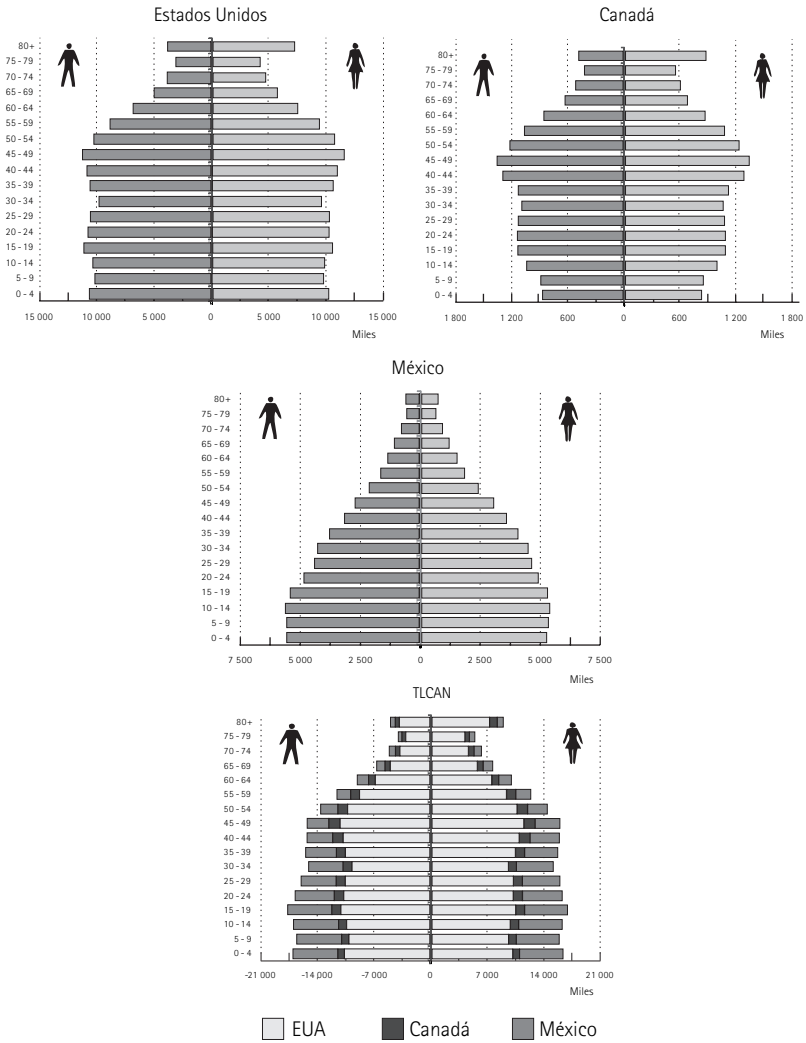 Estados Unidos
80+
75 - 79
70 - 74
65 - 69
60 - 64
55 - 59
50 - 54
45 - 49
40 - 44
35 - 39
30 - 34
25 - 29
20 - 24
15 - 19
10 - 14
5 - 9
0 - 4
15 000 10 000 5 000 0 5 000 10 000 15 000
Miles
Canadá
80+
75 - 79
70 - 74
65 - 69
60 - 64
55 - 59
50 - 54
45 - 49
40 - 44
35 - 39
30 - 34
25 - 29
20 - 24
15 - 19
10 - 14
5 - 9
0 - 4
1 800 1 200 600 0 600 1 200 1 800
Miles
México
80+
75 - 79
70 - 74
65 - 69
60 - 64
55 - 59
50 - 54
45 - 49
40 - 44
35 - 39
30 - 34
25 - 29
20 - 24
15 - 19
10 - 14
5 - 9
0 - 4
7 500 5 000 2 500 0 2 500 5 000 7 500
Miles
TLCAN
80+
75 - 79
70 - 74
65 - 69
60 - 64
55 - 59
50 - 54
45 - 49
40 - 44
35 - 39
30 - 34
25 - 29
20 - 24
15 - 19
10 - 14
5 - 9
0 - 4
-21 000 -14 000 -7 000 0 7 000 14 000 21 000
Miles
EUA Canadá México